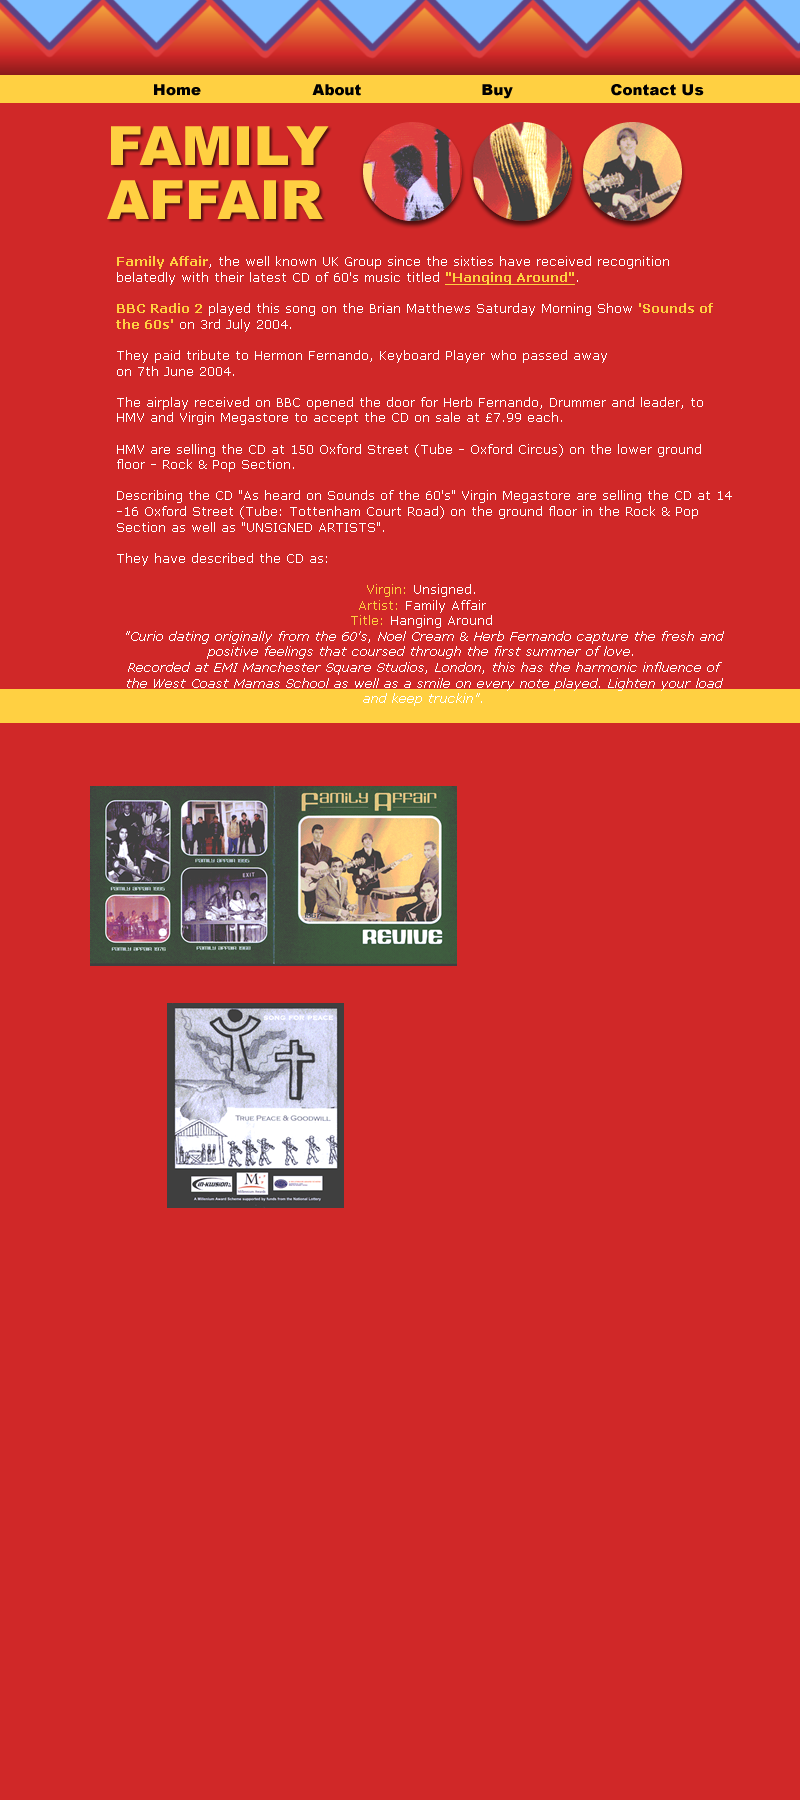 Home About Buy Contact Us
FAMILY
AFFAIR
Family Affair, the well known UK Group since the sixties have received recognition
belatedly with their latest CD of 60's music titled "Hanging Around".
BBC Radio 2 played this song on the Brian Matthews Saturday Morning Show 'Sounds of
the 60s' on 3rd July 2004.
They paid tribute to Hermon Fernando, Keyboard Player who passed away
on 7th June 2004.
The airplay received on BBC opened the door for Herb Fernando, Drummer and leader, to
HMV and Virgin Megastore to accept the CD on sale at £7.99 each.
HMV are selling the CD at 150 Oxford Street (Tube - Oxford Circus) on the lower ground
floor - Rock & Pop Section.
Describing the CD "As heard on Sounds of the 60's" Virgin Megastore are selling the CD at 14
-16 Oxford Street (Tube: Tottenham Court Road) on the ground floor in the Rock & Pop
Section as well as "UNSIGNED ARTISTS".
They have described the CD as:
Virgin: Unsigned.
Artist: Family Affair
Title: Hanging Around
"Curio dating originally from the 60's, Noel Cream & Herb Fernando capture the fresh and
positive feelings that coursed through the first summer of love.
Recorded at EMI Manchester Square Studios, London, this has the harmonic influence of
the West Coast Mamas School as well as a smile on every note played. Lighten your load
and keep truckin".
Family Affair
EXIT
FAMILY AFFAIR 1995
FAMILY AFFAIR
FAMILY AFFAIR 1976
FAMILY AFFAIR
REVIVE
SONG FOR PEACE
TRUE PEACE & GOODWILL
in-kwision
M
Millennium Awards
A Millennium Award Scheme supported by funds from the National Lottery